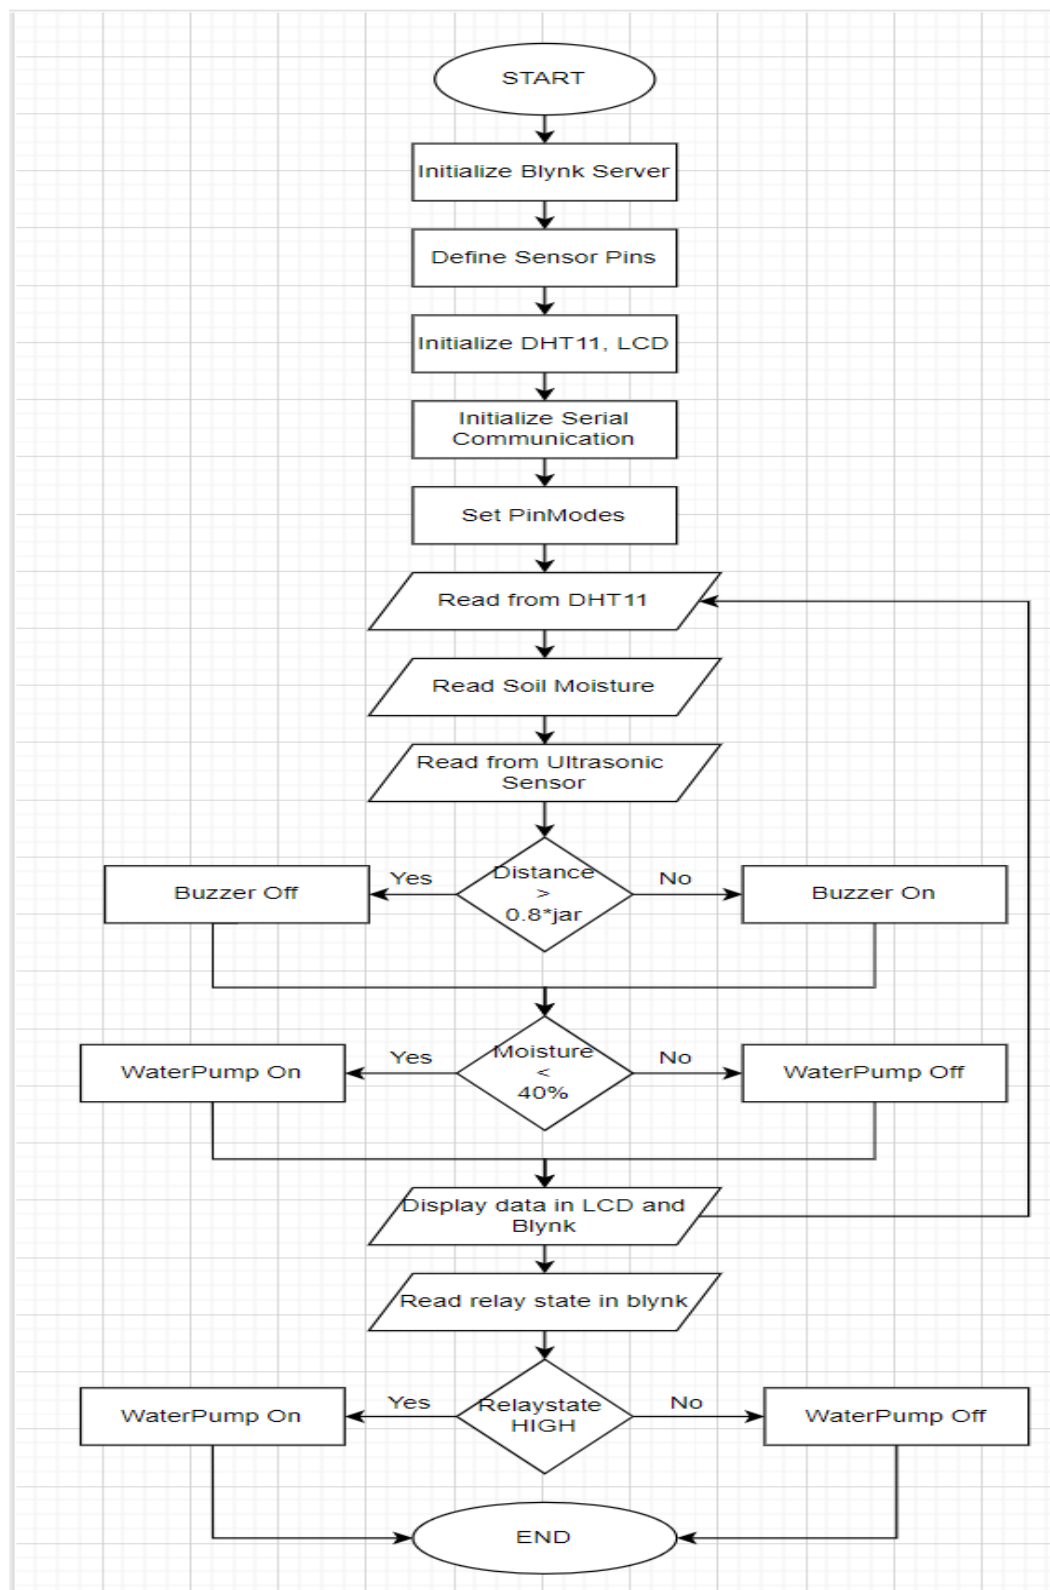 START
Initialize Blynk Server
Define Sensor Pins
Initialize DHT11, LCD
Initialize Serial
Communication
Set PinModes
Read from DHT11
Read Soil Moisture
Read from Ultrasonic
Sensor
Buzzer Off
Yes
Distance
>
0.8*jar
No
Buzzer On
WaterPump On
Yes
Moisture
<
40%
No
WaterPump Off
Display data in LCD and
Blynk
Read relay state in blynk
WaterPump On
Yes
Relaystate
HIGH
No
WaterPump Off
END